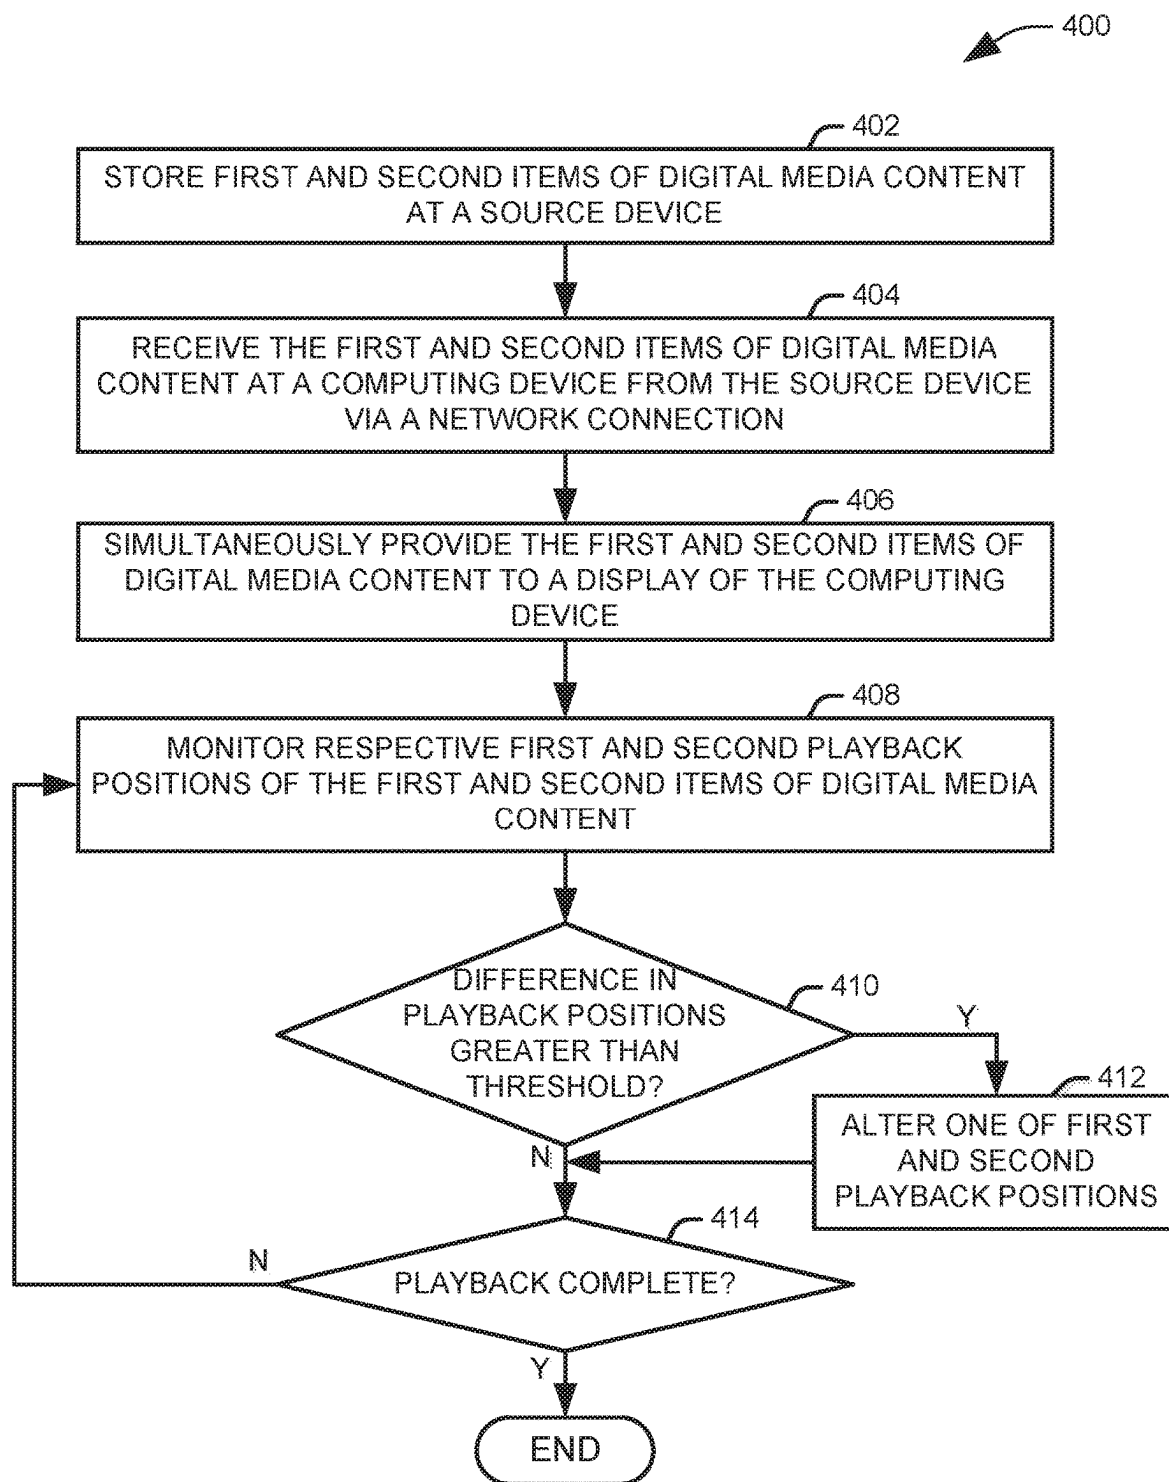 400
402
STORE FIRST AND SECOND ITEMS OF DIGITAL MEDIA CONTENT
AT A SOURCE DEVICE
404
RECEIVE THE FIRST AND SECOND ITEMS OF DIGITAL MEDIA
CONTENT AT A COMPUTING DEVICE FROM THE SOURCE DEVICE
VIA A NETWORK CONNECTION
406
SIMULTANEOUSLY PROVIDE THE FIRST AND SECOND ITEMS OF
DIGITAL MEDIA CONTENT TO A DISPLAY OF THE COMPUTING
DEVICE
408
MONITOR RESPECTIVE FIRST AND SECOND PLAYBACK
POSITIONS OF THE FIRST AND SECOND ITEMS OF DIGITAL MEDIA
CONTENT
DIFFERENCE IN
PLAYBACK POSITIONS
GREATER THAN
THRESHOLD?
410
Y
412
ALTER ONE OF FIRST
AND SECOND
PLAYBACK POSITIONS
N
414
PLAYBACK COMPLETE?
N
Y
END